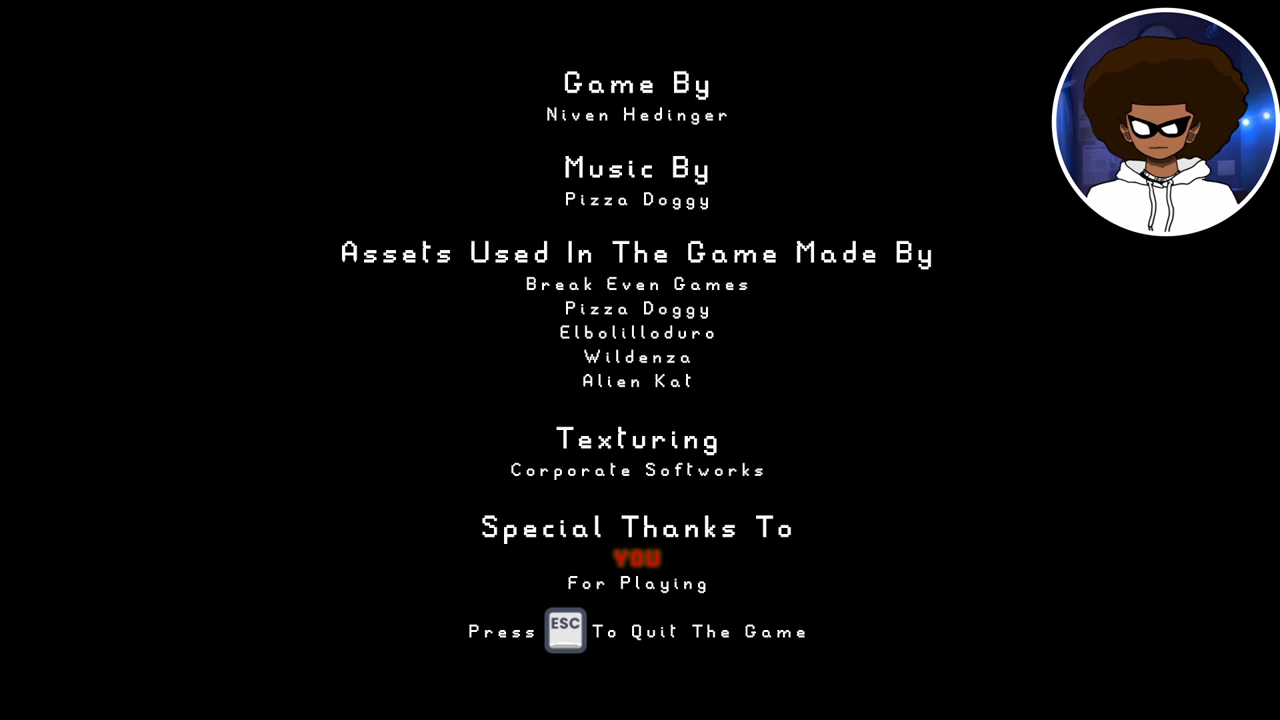 Game By
Niven Hedinger
Music By
Pizza Doggy
Assets Used In The Game Made By
Break Even Games
Pizza Doggy
Elbolilloduro
Wildenza
Alien Kat
Texturing
Corporate Softworks
Special Thanks To
YOU
For Playing
Press ESC To Quit The Game